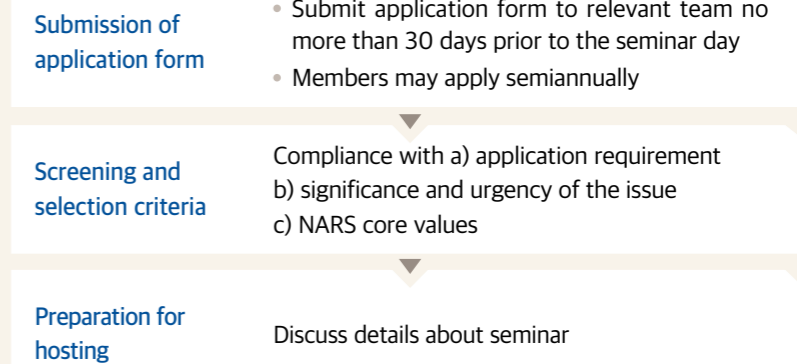 Submission of
application form
• Submit application form to relevant team no
more than 30 days prior to the seminar day
• Members may apply semiannually
Screening and
selection criteria
Compliance with a) application requirement
b) significance and urgency of the issue
c) NARS core values
Preparation for
hosting
Discuss details about seminar